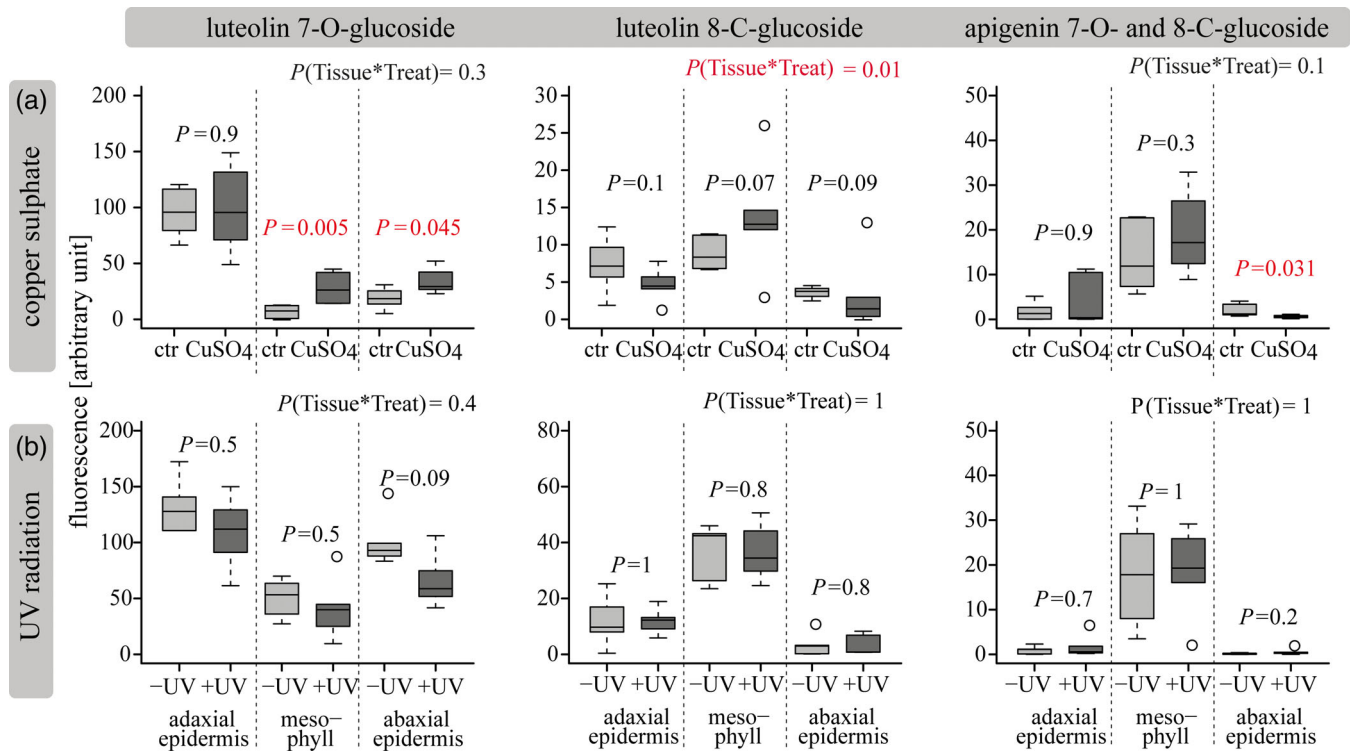 luteolin 7-O-glucoside luteolin 8-C-glucoside apigenin 7-O- and 8-C-glucoside
(a)
copper sulphate
fluorescence [arbitrary unit]
P(Tissue*Treat)= 0.3
200
150
100
50
0
P=0.9
P=0.005
P=0.045
ctr CuSO4 ctr CuSO4 ctr CuSO4
P(Tissue*Treat) = 0.01
30
25
20
15
10
5
0
P=0.1
P=0.07
P=0.09
ctr CuSO4 ctr CuSO4 ctr CuSO4
P(Tissue*Treat)= 0.1
50
40
30
20
10
0
P=0.9
P=0.3
P=0.031
ctr CuSO4 ctr CuSO4 ctr CuSO4
(b)
UV radiation
P(Tissue*Treat)= 0.4
200
150
100
50
0
P=0.5
P=0.5
P=0.09
−UV +UV −UV +UV −UV +UV
adaxial meso− abaxial
epidermis phyll epidermis
P(Tissue*Treat)= 1
80
60
40
20
0
P=1
P=0.8
P=0.8
−UV +UV −UV +UV −UV +UV
adaxial meso− abaxial
epidermis phyll epidermis
P(Tissue*Treat)= 1
50
40
30
20
10
0
P=0.7
P=1
P=0.2
−UV +UV −UV +UV −UV +UV
adaxial meso− abaxial
epidermis phyll epidermis